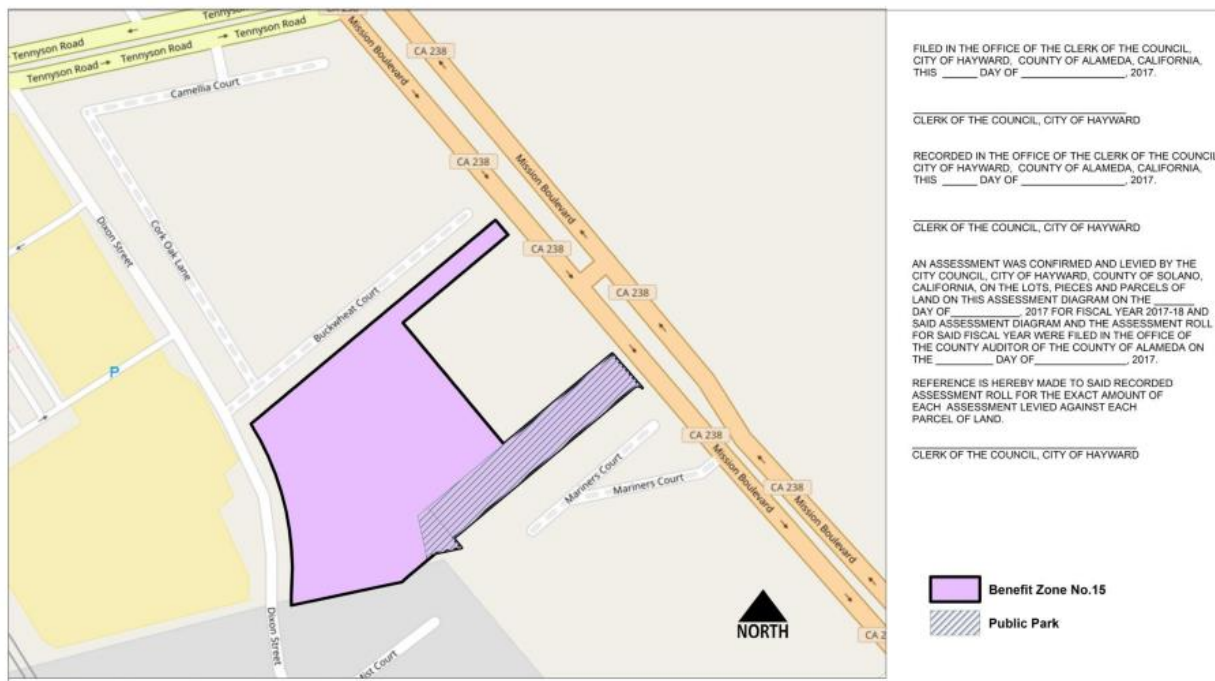 Tennyson Road
Tennyson Road
Tennyson Road
Tennyson Road
Tennyson Road
Camellia Court
Mission Boulevard
CA 238
CA 238
Mission Boulevard
Dixon Street
Cork Oak Lane
Buckwheat Court
CA 238
CA 238
P
Mariners Court
Mariners Court
CA 238
Mission Boulevard
CA 238
Mission Boulevard
Dixon Street
NORTH
FILED IN THE OFFICE OF THE CLERK OF THE COUNCIL,
CITY OF HAYWARD, COUNTY OF ALAMEDA, CALIFORNIA,
THIS ______ DAY OF __________________, 2017.
CLERK OF THE COUNCIL, CITY OF HAYWARD
RECORDED IN THE OFFICE OF THE CLERK OF THE COUNCIL
CITY OF HAYWARD, COUNTY OF ALAMEDA, CALIFORNIA,
THIS ______ DAY OF __________________, 2017.
CLERK OF THE COUNCIL, CITY OF HAYWARD
AN ASSESSMENT WAS CONFIRMED AND LEVIED BY THE
CITY COUNCIL, CITY OF HAYWARD, COUNTY OF SOLANO,
CALIFORNIA, ON THE LOTS, PIECES AND PARCELS OF
LAND ON THIS ASSESSMENT DIAGRAM ON THE _______
DAY OF____________, 2017 FOR FISCAL YEAR 2017-18 AND
SAID ASSESSMENT DIAGRAM AND THE ASSESSMENT ROLL
FOR SAID FISCAL YEAR WERE FILED IN THE OFFICE OF
THE COUNTY AUDITOR OF THE COUNTY OF ALAMEDA ON
THE __________ DAY OF________________, 2017.
REFERENCE IS HEREBY MADE TO SAID RECORDED
ASSESSMENT ROLL FOR THE EXACT AMOUNT OF
EACH ASSESSMENT LEVIED AGAINST EACH
PARCEL OF LAND.
CLERK OF THE COUNCIL, CITY OF HAYWARD
Benefit Zone No.15
Public Park